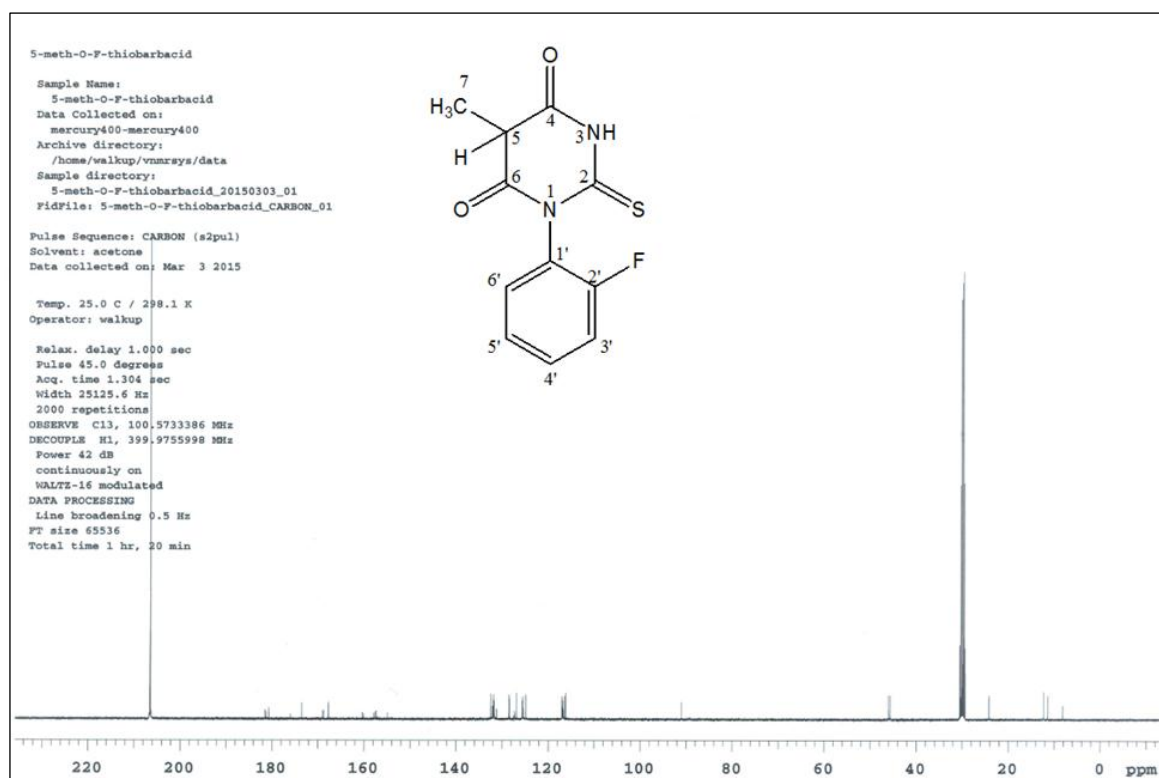 5-meth-O-F-thiobarbacid
Sample Name:
5-meth-O-F-thiobarbacid
Data Collected on:
mercury400-mercury400
Archive directory:
/home/walkup/vnmrsys/data
Sample directory:
5-meth-O-F-thiobarbacid_20150303_01
FidFile: 5-meth-O-F-thiobarbacid_CARBON_01
Pulse Sequence: CARBON (s2pul)
Solvent: acetone
Data collected on: Mar 3 2015
Temp. 25.0 C / 298.1 K
Operator: walkup
Relax. delay 1.000 sec
Pulse 45.0 degrees
Acq. time 1.304 sec
Width 25125.6 Hz
2000 repetitions
OBSERVE C13, 100.5733386 MHz
DECOUPLE H1, 399.9755998 MHz
Power 42 dB
continuously on
WALTZ-16 modulated
DATA PROCESSING
Line broadening 0.5 Hz
FT size 65536
Total time 1 hr, 20 min
O
7
H3C
4
5
3 NH
H
6
2
O
1
N
S
1'
F
6'
2'
5'
3'
4'
220 200 180 160 140 120 100 80 60 40 20 0 ppm